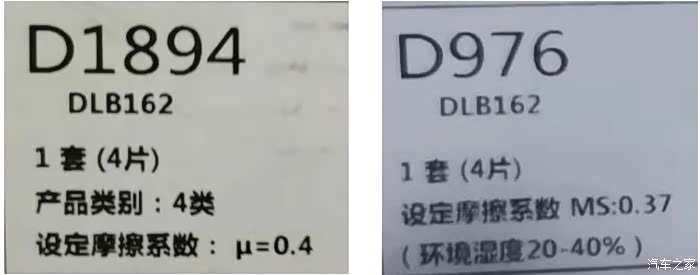 D1894
DLB162
1 套 (4片)
产品类别：4类
设定摩擦系数： μ=0.4
D976
DLB162
1 套 (4片)
设定摩擦系数 MS:0.37
（环境湿度20-40%）
汽车之家